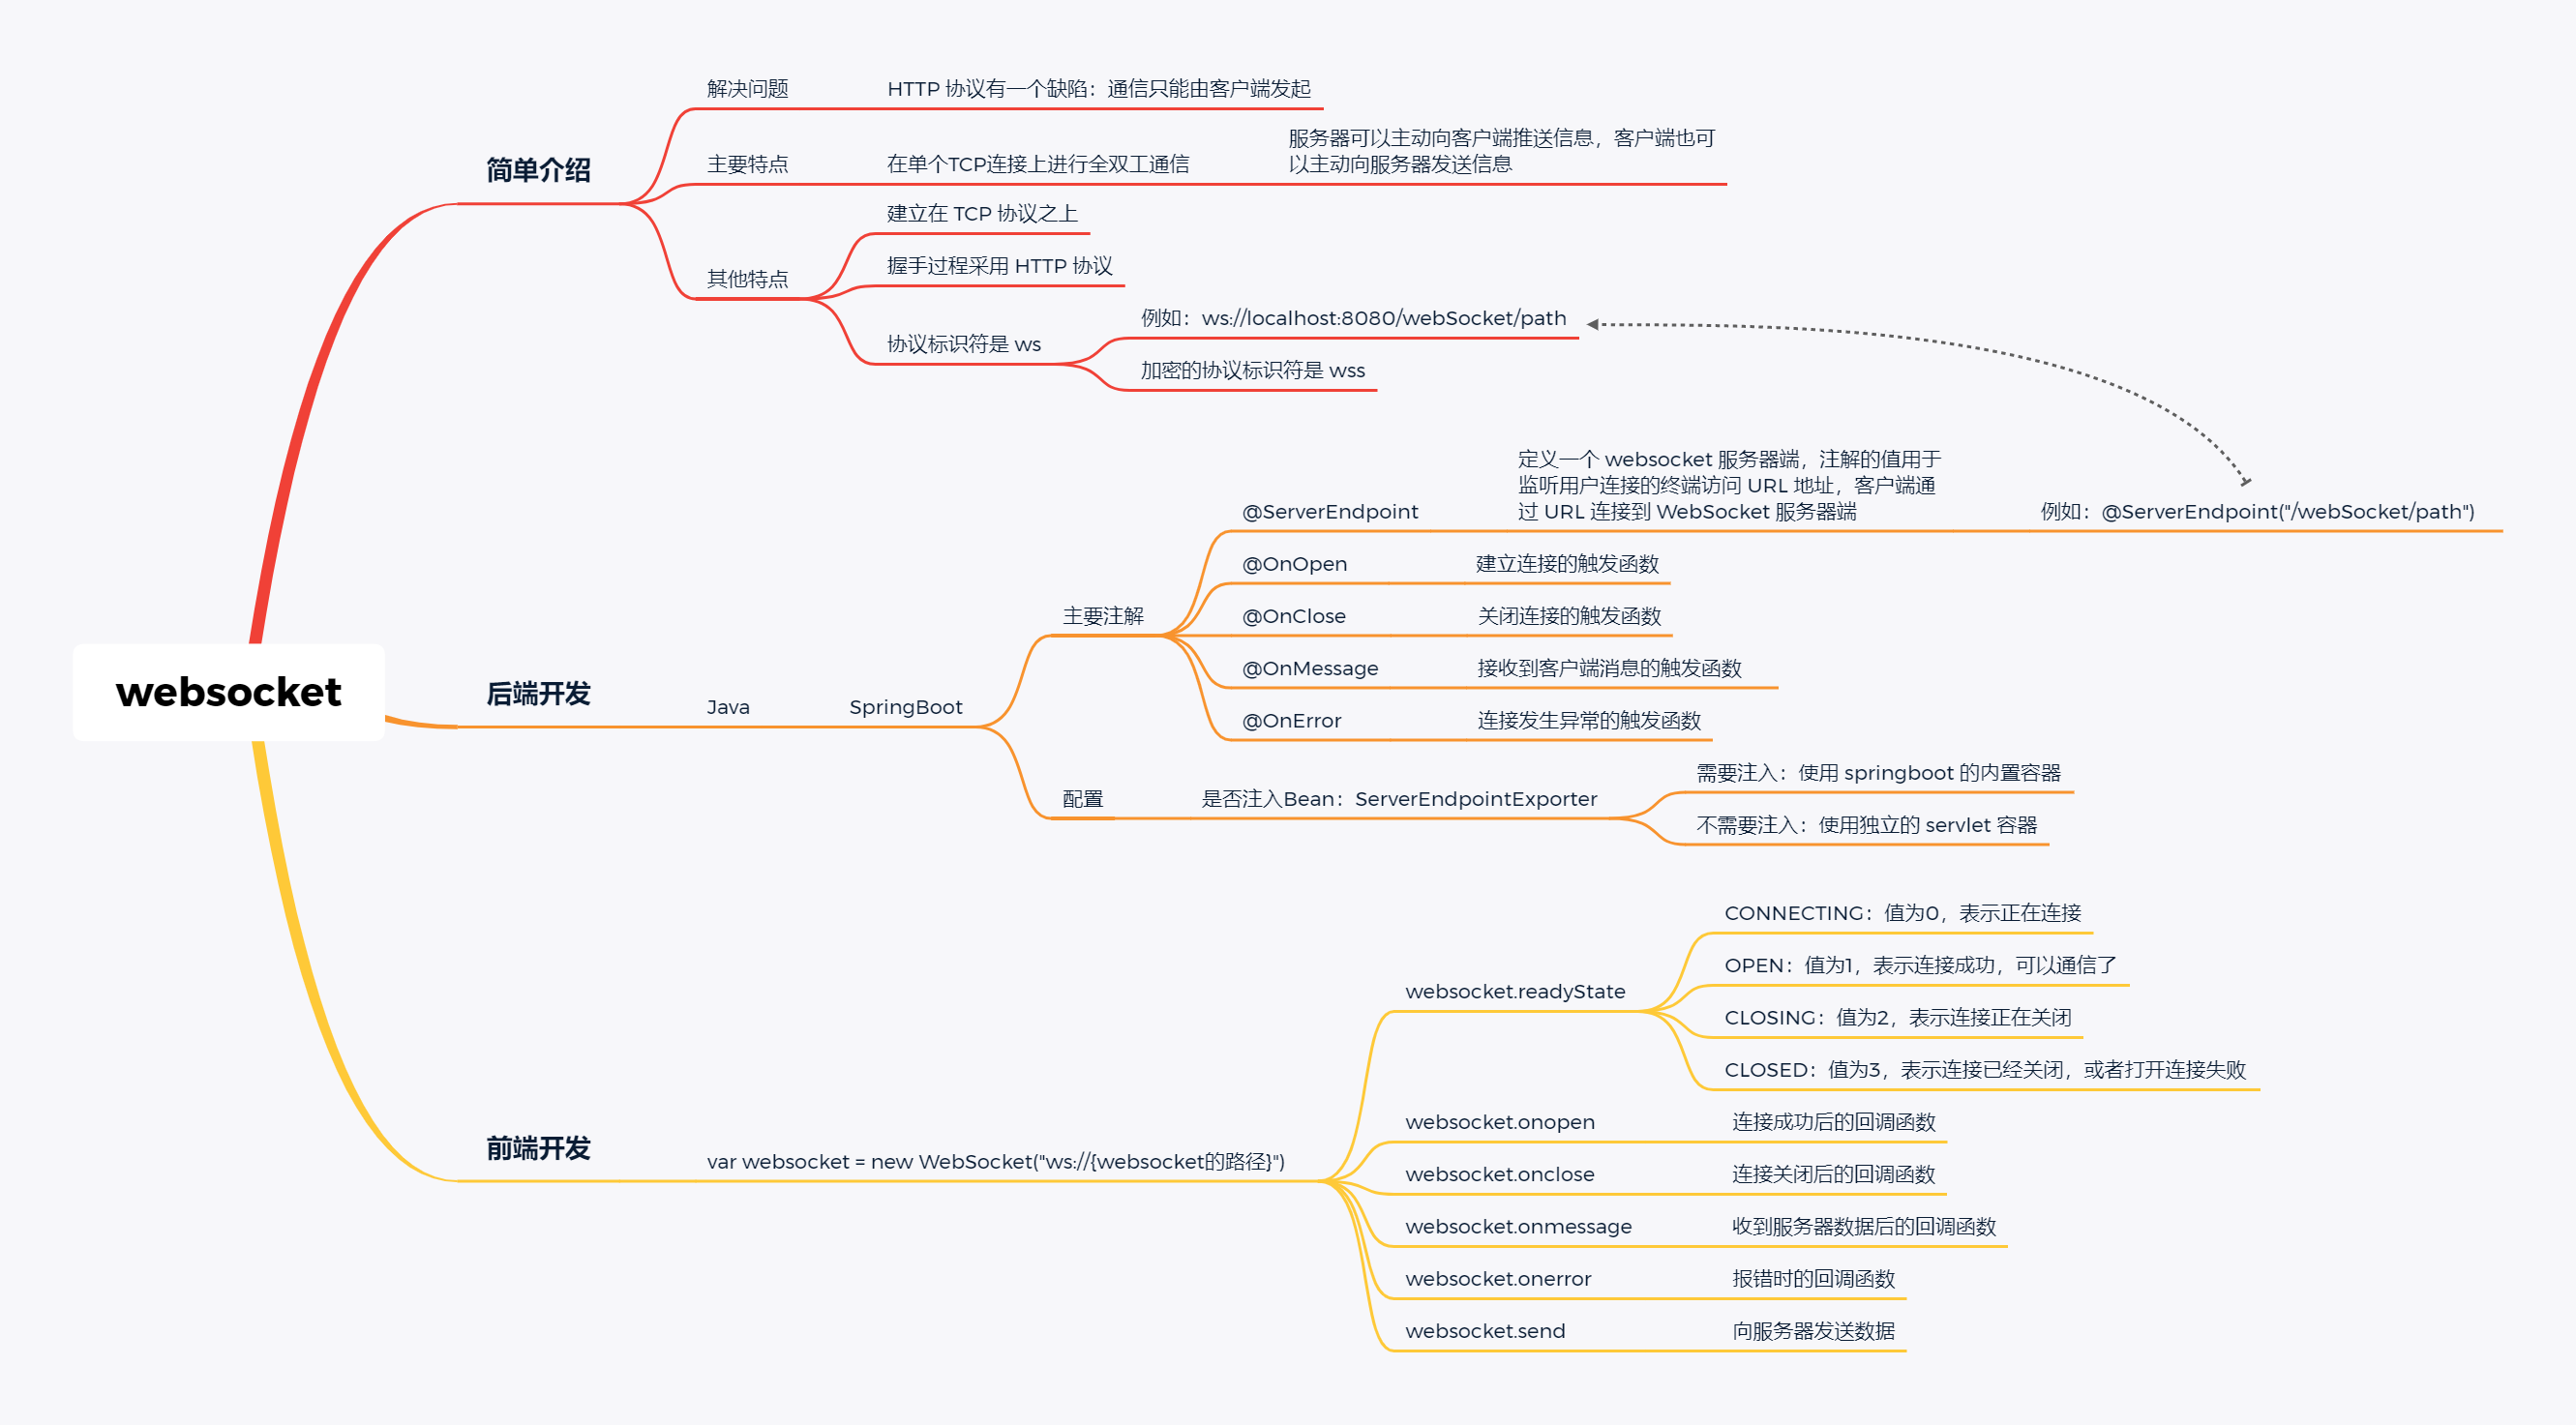 websocket
简单介绍
解决问题
HTTP 协议有一个缺陷：通信只能由客户端发起
主要特点
在单个TCP连接上进行全双工通信
服务器可以主动向客户端推送信息，客户端也可
以主动向服务器发送信息
其他特点
建立在 TCP 协议之上
握手过程采用 HTTP 协议
协议标识符是 ws
例如：ws://localhost:8080/webSocket/path
加密的协议标识符是 wss
后端开发
Java
SpringBoot
主要注解
@ServerEndpoint
定义一个 websocket 服务器端，注解的值用于
监听用户连接的终端访问 URL 地址，客户端通
过 URL 连接到 WebSocket 服务器端
例如：@ServerEndpoint("/webSocket/path")
@OnOpen
建立连接的触发函数
@OnClose
关闭连接的触发函数
@OnMessage
接收到客户端消息的触发函数
@OnError
连接发生异常的触发函数
配置
是否注入Bean：ServerEndpointExporter
需要注入：使用 springboot 的内置容器
不需要注入：使用独立的 servlet 容器
前端开发
var websocket = new WebSocket("ws://{websocket的路径}")
websocket.readyState
CONNECTING：值为0，表示正在连接
OPEN：值为1，表示连接成功，可以通信了
CLOSING：值为2，表示连接正在关闭
CLOSED：值为3，表示连接已经关闭，或者打开连接失败
websocket.onopen
连接成功后的回调函数
websocket.onclose
连接关闭后的回调函数
websocket.onmessage
收到服务器数据后的回调函数
websocket.onerror
报错时的回调函数
websocket.send
向服务器发送数据